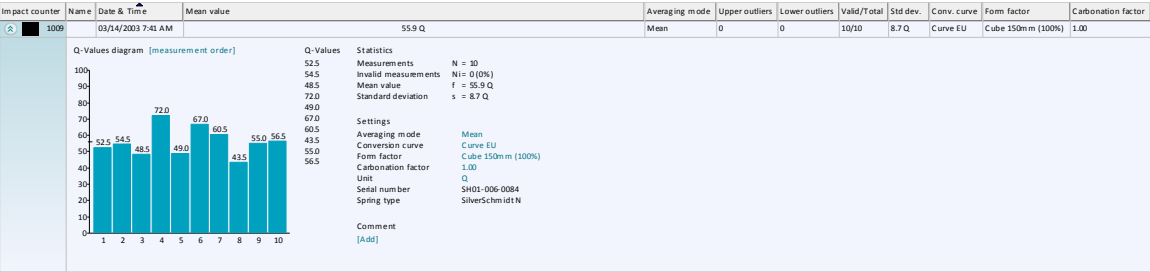 Impact counter Name Date & Time Mean value Averaging mode Upper outliers Lower outliers Valid/Total Std dev. Conv. curve Form factor Carbonation factor
1009 03/14/2003 7:41 AM 55.9 Q Mean 0 0 10/10 8.7 Q Curve EU Cube 150mm (100%) 1.00
Q-Values diagram [measurement order]
100
90
80
70
60
50
40
30
20
10
0
52.5 54.5 48.5 72.0 49.0 67.0 60.5 43.5 55.0 56.5
1 2 3 4 5 6 7 8 9 10
Q-Values
52.5
54.5
48.5
72.0
49.0
67.0
60.5
43.5
55.0
56.5
Statistics
Measurements N = 10
Invalid measurements Ni = 0 (0%)
Mean value f = 55.9 Q
Standard deviation s = 8.7 Q
Settings
Averaging mode Mean
Conversion curve Curve EU
Form factor Cube 150mm (100%)
Carbonation factor 1.00
Unit Q
Serial number SH01-006-0084
Spring type SilverSchmidt N
Comment
[Add]